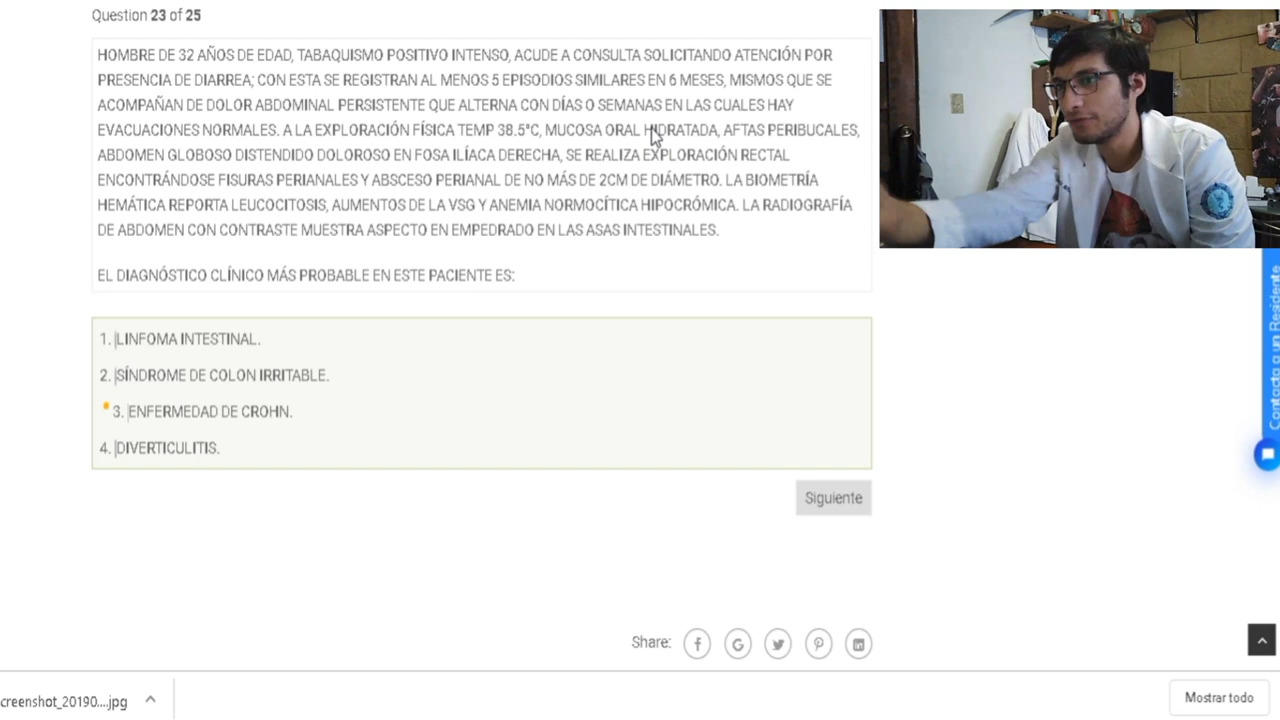 Question 23 of 25
HOMBRE DE 32 AÑOS DE EDAD, TABAQUISMO POSITIVO INTENSO, ACUDE A CONSULTA SOLICITANDO ATENCIÓN POR
PRESENCIA DE DIARREA; CON ESTA SE REGISTRAN AL MENOS 5 EPISODIOS SIMILARES EN 6 MESES, MISMOS QUE SE
ACOMPAÑAN DE DOLOR ABDOMINAL PERSISTENTE QUE ALTERNA CON DÍAS O SEMANAS EN LAS CUALES HAY
EVACUACIONES NORMALES. A LA EXPLORACIÓN FÍSICA TEMP 38.5°C, MUCOSA ORAL HIDRATADA, AFTAS PERIBUCALES,
ABDOMEN GLOBOSO DISTENDIDO DOLOROSO EN FOSA ILÍACA DERECHA, SE REALIZA EXPLORACIÓN RECTAL
ENCONTRÁNDOSE FISURAS PERIANALES Y ABSCESO PERIANAL DE NO MÁS DE 2CM DE DIÁMETRO. LA BIOMETRÍA
HEMÁTICA REPORTA LEUCOCITOSIS, AUMENTOS DE LA VSG Y ANEMIA NORMOCÍTICA HIPOCRÓMICA. LA RADIOGRAFÍA
DE ABDOMEN CON CONTRASTE MUESTRA ASPECTO EN EMPEDRADO EN LAS ASAS INTESTINALES.
EL DIAGNÓSTICO CLÍNICO MÁS PROBABLE EN ESTE PACIENTE ES:
1. LINFOMA INTESTINAL.
2. SÍNDROME DE COLON IRRITABLE.
3. ENFERMEDAD DE CROHN.
4. DIVERTICULITIS.
Siguiente
Contacta a un Residente
Share:
creenshot_20190....jpg
Mostrar todo